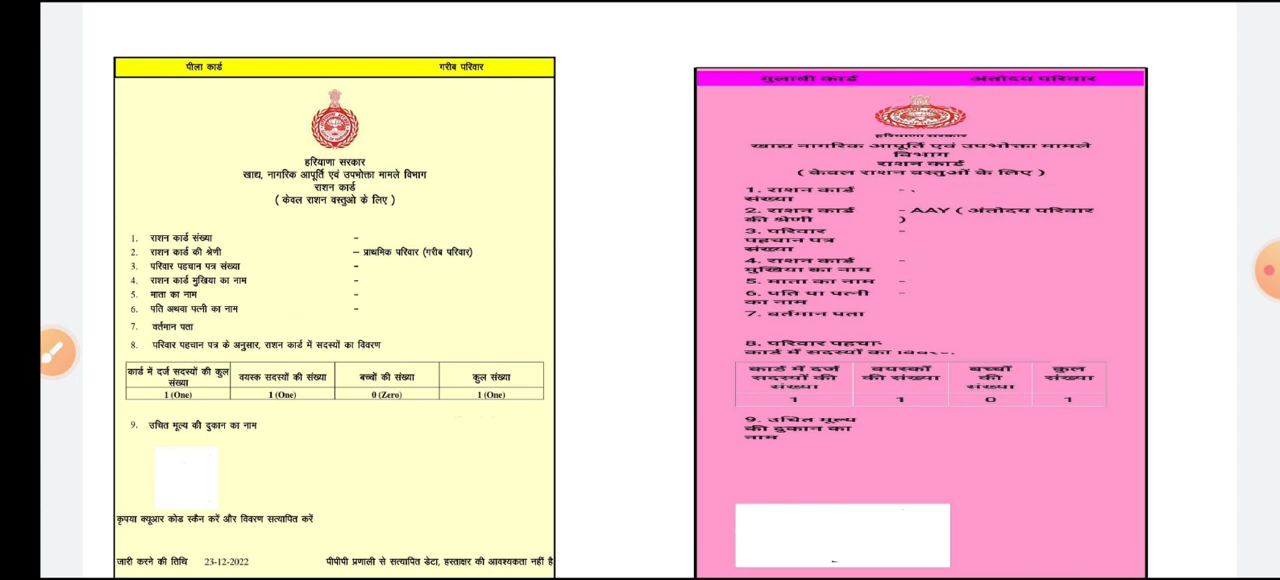 पीला कार्ड गरीब परिवार
हरियाणा सरकार
खाद्य, नागरिक आपूर्ति एवं उपभोक्ता मामले विभाग
राशन कार्ड
( केवल राशन वस्तुओ के लिए )
1. राशन कार्ड संख्या -
2. राशन कार्ड की श्रेणी – प्राथमिक परिवार (गरीब परिवार)
3. परिवार पहचान पत्र संख्या -
4. राशन कार्ड मुखिया का नाम -
5. माता का नाम -
6. पति अथवा पत्नी का नाम -
7. वर्तमान पता
8. परिवार पहचान पत्र के अनुसार, राशन कार्ड में सदस्यों का विवरण
कार्ड में दर्ज सदस्यों की कुल संख्या वयस्क सदस्यों की संख्या बच्चों की संख्या कुल संख्या
1 (One) 1 (One) 0 (Zero) 1 (One)
9. उचित मूल्य की दुकान का नाम
कृपया क्यूआर कोड स्कैन करें और विवरण सत्यापित करें
जारी करने की तिथि 23-12-2022 पीपीपी प्रणाली से सत्यापित डेटा, हस्ताक्षर की आवश्यकता नहीं है
गुलाबी कार्ड अंतोदय परिवार
हरियाणा सरकार
खाद्य नागरिक आपूर्ति एवं उपभोक्ता मामले
विभाग
राशन कार्ड
( केवल राशन वस्तुओं के लिए )
1. राशन कार्ड -
संख्या
2. राशन कार्ड - AAY ( अंतोदय परिवार
की श्रेणी )
3. परिवार -
पहचान पत्र
संख्या
4. राशन कार्ड -
मुखिया का नाम
5. माता का नाम -
6. पति या पत्नी -
का नाम
7. वर्तमान पता
8. परिवार
कार्ड में सदस्यों का
कार्ड में दर्ज वयस्कों बच्चों कुल
सदस्यों की की संख्या की संख्या
संख्या संख्या
1 1 0 1
9. उचित मूल्य
की दुकान का
नाम